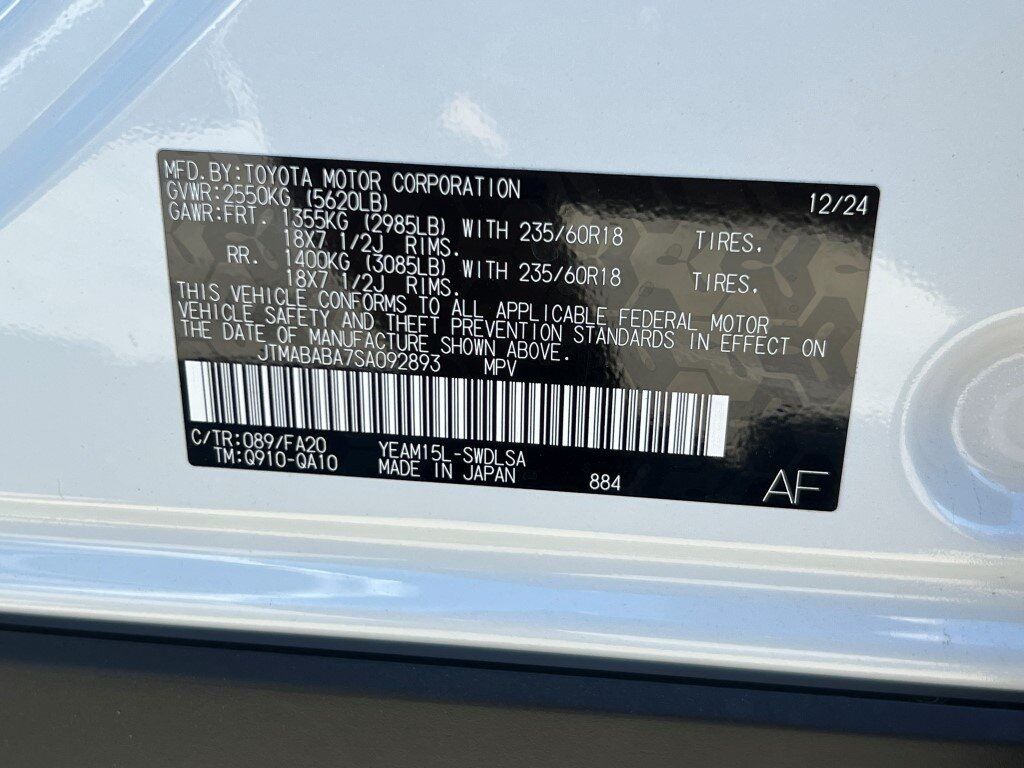 MFD.BY:TOYOTA MOTOR CORPORATION 12/24
GVWR:2550KG (5620LB)
GAWR:FRT. 1355KG (2985LB) WITH 235/60R18 TIRES.
18X7 1/2J RIMS.
RR. 1400KG (3085LB) WITH 235/60R18 TIRES.
18X7 1/2J RIMS.
THIS VEHICLE CONFORMS TO ALL APPLICABLE FEDERAL MOTOR
VEHICLE SAFETY AND THEFT PREVENTION STANDARDS IN EFFECT ON
THE DATE OF MANUFACTURE SHOWN ABOVE.
JTMABABA7SA092893 MPV
C/TR:089/FA20 YEAM15L-SWDLSA
TM:Q910-QA10 MADE IN JAPAN 884 AF